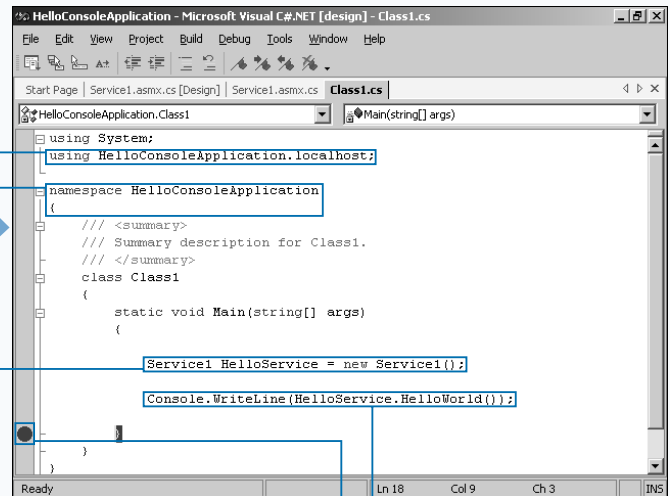 HelloConsoleApplication - Microsoft Visual C#.NET [design] - Class1.cs
File Edit View Project Build Debug Tools Window Help
Start Page Service1.asmx.cs [Design] Service1.asmx.cs Class1.cs
HelloConsoleApplication.Class1 Main(string[] args)
using System;
using HelloConsoleApplication.localhost;
namespace HelloConsoleApplication
{
/// <summary>
/// Summary description for Class1.
/// </summary>
class Class1
{
static void Main(string[] args)
{
Service1 HelloService = new Service1();
Console.WriteLine(HelloService.HelloWorld());
}
}
}
Ready Ln 18 Col 9 Ch 3 INS